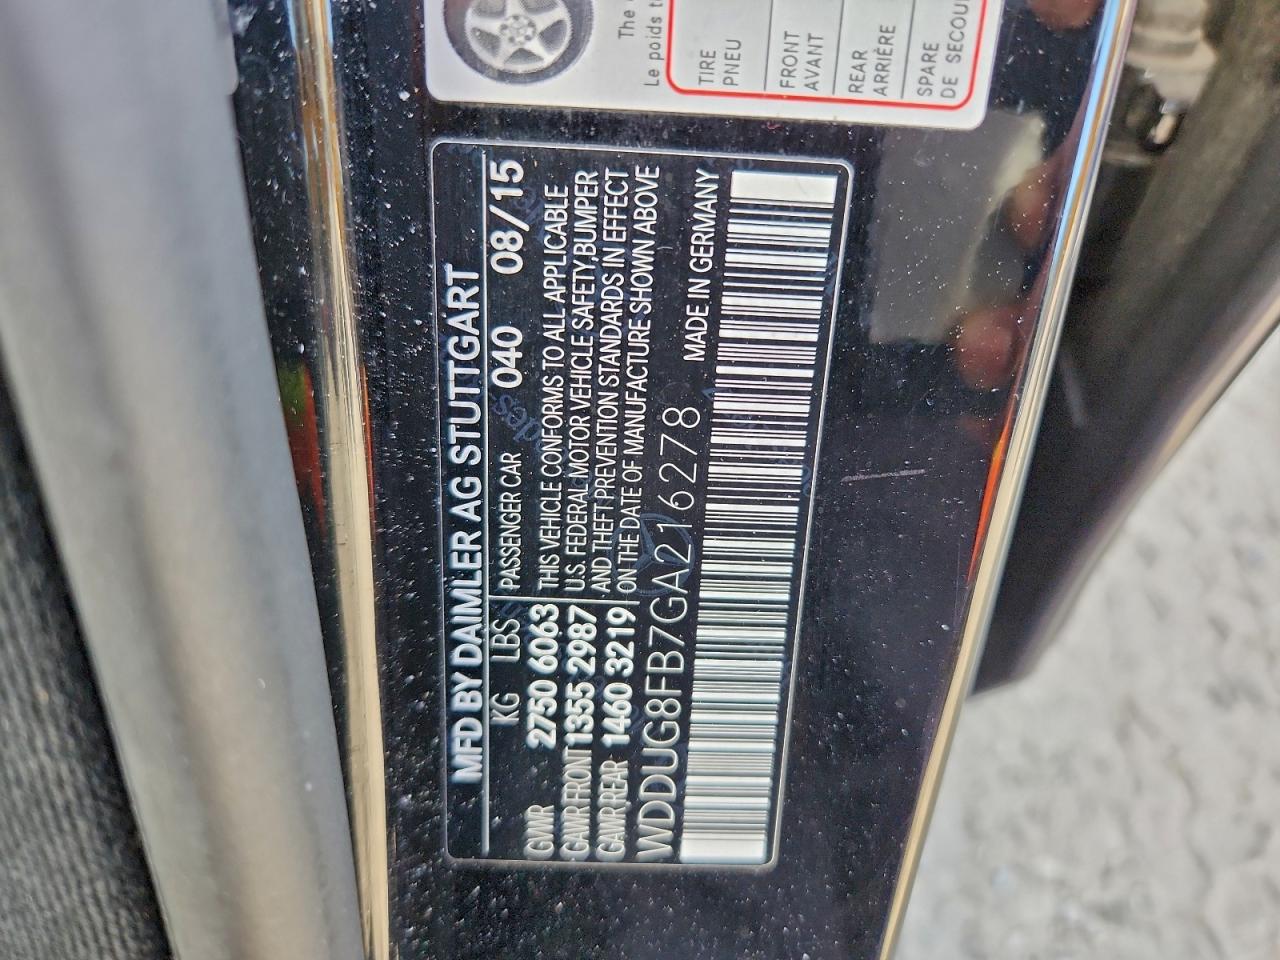 MFD BY DAIMLER AG STUTTGART
KG LBS PASSENGER CAR 040 08/15
GVWR 2750 6063
GAWR FRONT 1355 2987
GAWR REAR 1460 3219
THIS VEHICLE CONFORMS TO ALL APPLICABLE
U.S. FEDERAL MOTOR VEHICLE SAFETY,BUMPER
AND THEFT PREVENTION STANDARDS IN EFFECT
ON THE DATE OF MANUFACTURE SHOWN ABOVE
WDDUG8FB7GA216278 MADE IN GERMANY
The
Le poids
TIRE
PNEU
FRONT
AVANT
REAR
ARRIÈRE
SPARE
DE